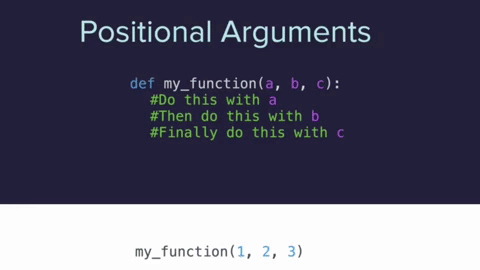 Positional Arguments
def my_function(a, b, c):
#Do this with a
#Then do this with b
#Finally do this with c
my_function(1, 2, 3)